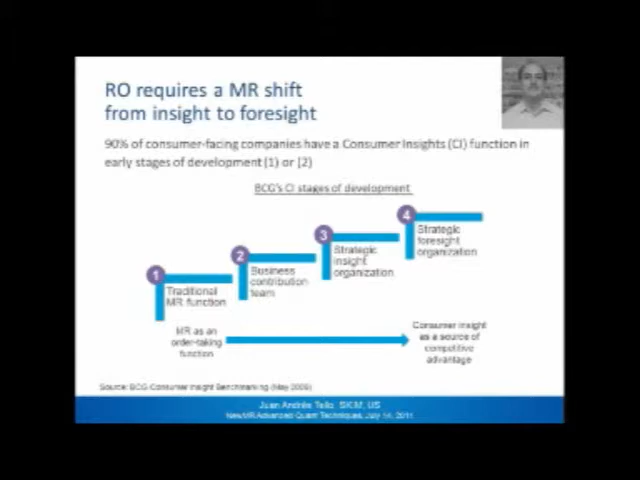 RO requires a MR shift
from insight to foresight
90% of consumer-facing companies have a Consumer Insights (CI) function in
early stages of development (1) or (2)
BCG's CI stages of development
4
Strategic
foresight
organization
3
Strategic
insight
organization
2
Business
contribution
team
1
Traditional
MR function
MR as an
order-taking
function
Consumer insight
as a source of
competitive
advantage
Source: BCG Consumer Insight Benchmarking (May 2009)
Juan Andrés Tello, SKIM, US
NewMR Advanced Quant Techniques, July 14, 2011